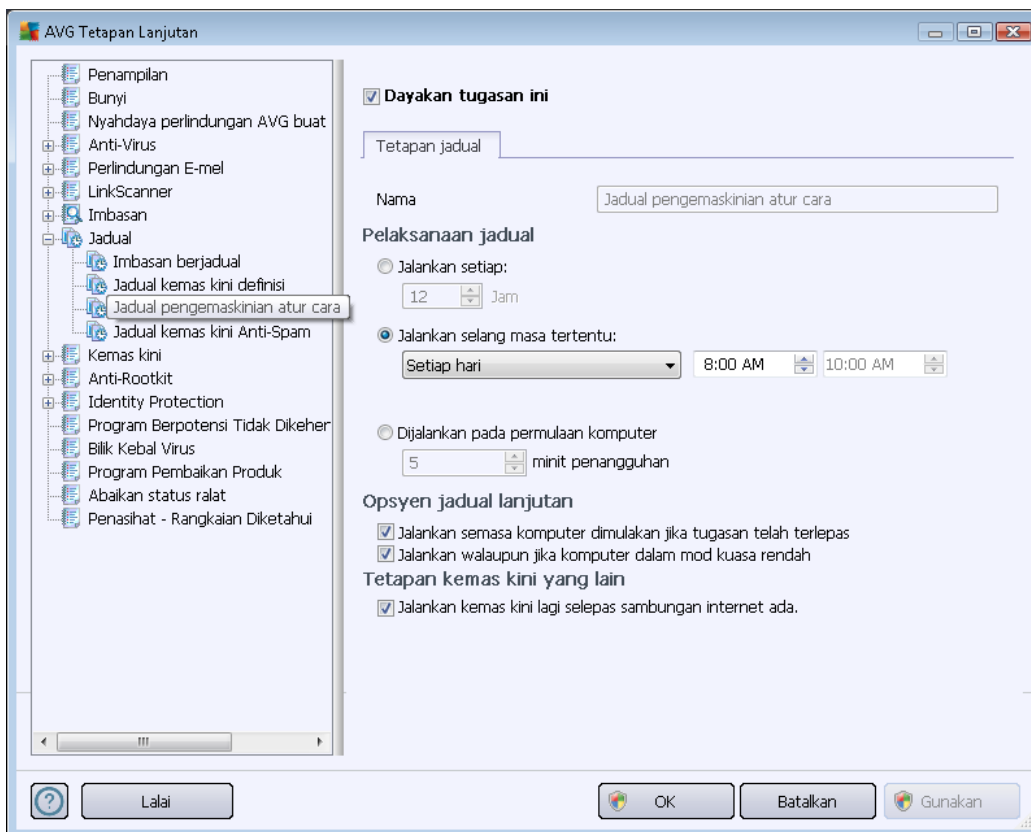 AVG Tetapan Lanjutan
Penampilan
Bunyi
Nyahdaya perlindungan AVG buat
Anti-Virus
Perlindungan E-mel
LinkScanner
Imbasan
Jadual
Imbasan berjadual
Jadual kemas kini definisi
Jadual pengemaskinian atur cara
Jadual kemas kini Anti-Spam
Kemas kini
Anti-Rootkit
Identity Protection
Program Berpotensi Tidak Dikeher
Bilik Kebal Virus
Program Pembaikan Produk
Abaikan status ralat
Penasihat - Rangkaian Diketahui
Dayakan tugasan ini
Tetapan jadual
Nama Jadual pengemaskinian atur cara
Pelaksanaan jadual
Jalankan setiap:
12 Jam
Jalankan selang masa tertentu:
Setiap hari 8:00 AM 10:00 AM
Dijalankan pada permulaan komputer
5 minit penangguhan
Opsyen jadual lanjutan
Jalankan semasa komputer dimulakan jika tugasan telah terlepas
Jalankan walaupun jika komputer dalam mod kuasa rendah
Tetapan kemas kini yang lain
Jalankan kemas kini lagi selepas sambungan internet ada.
Lalai OK Batalkan Gunakan